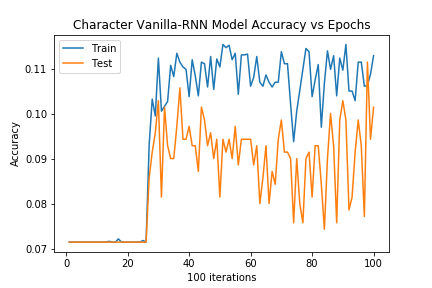 Character Vanilla-RNN Model Accuracy vs Epochs
Train
Test
Accuracy
0.11
0.10
0.09
0.08
0.07
0 20 40 60 80 100
100 iterations